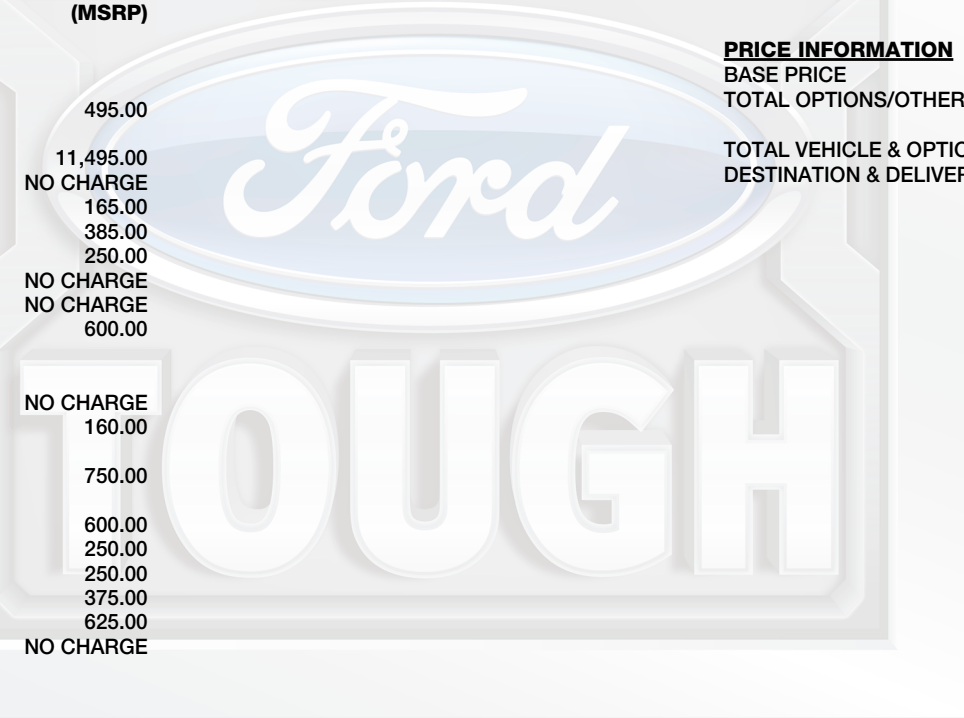 (MSRP)
495.00
11,495.00
NO CHARGE
165.00
385.00
250.00
NO CHARGE
NO CHARGE
600.00
NO CHARGE
160.00
750.00
600.00
250.00
250.00
375.00
625.00
NO CHARGE
PRICE INFORMATION
BASE PRICE
TOTAL OPTIONS/OTHER
TOTAL VEHICLE & OPTIO
DESTINATION & DELIVER
Ford
TOUGH